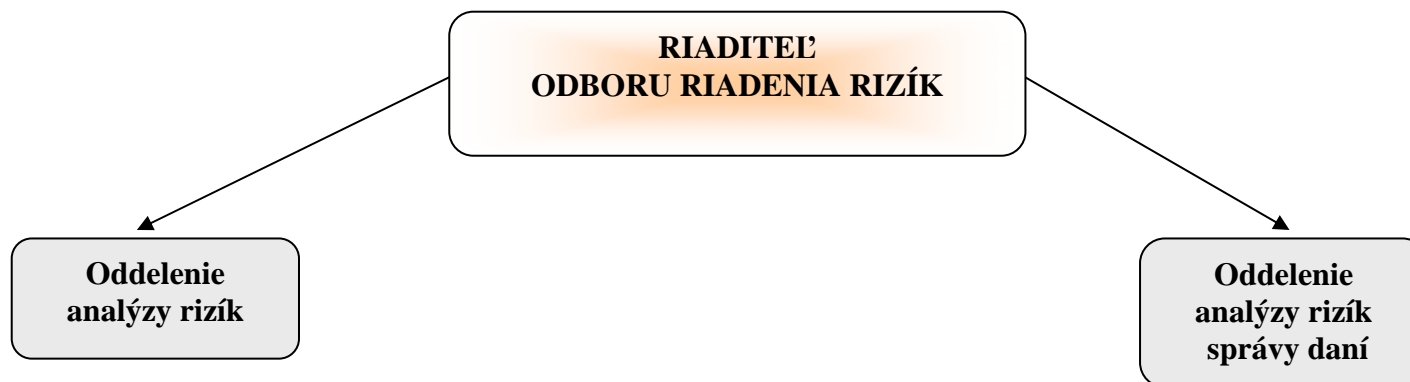 RIADITEĽ
ODBORU RIADENIA RIZÍK
Oddelenie
analýzy rizík
Oddelenie
analýzy rizík
správy daní